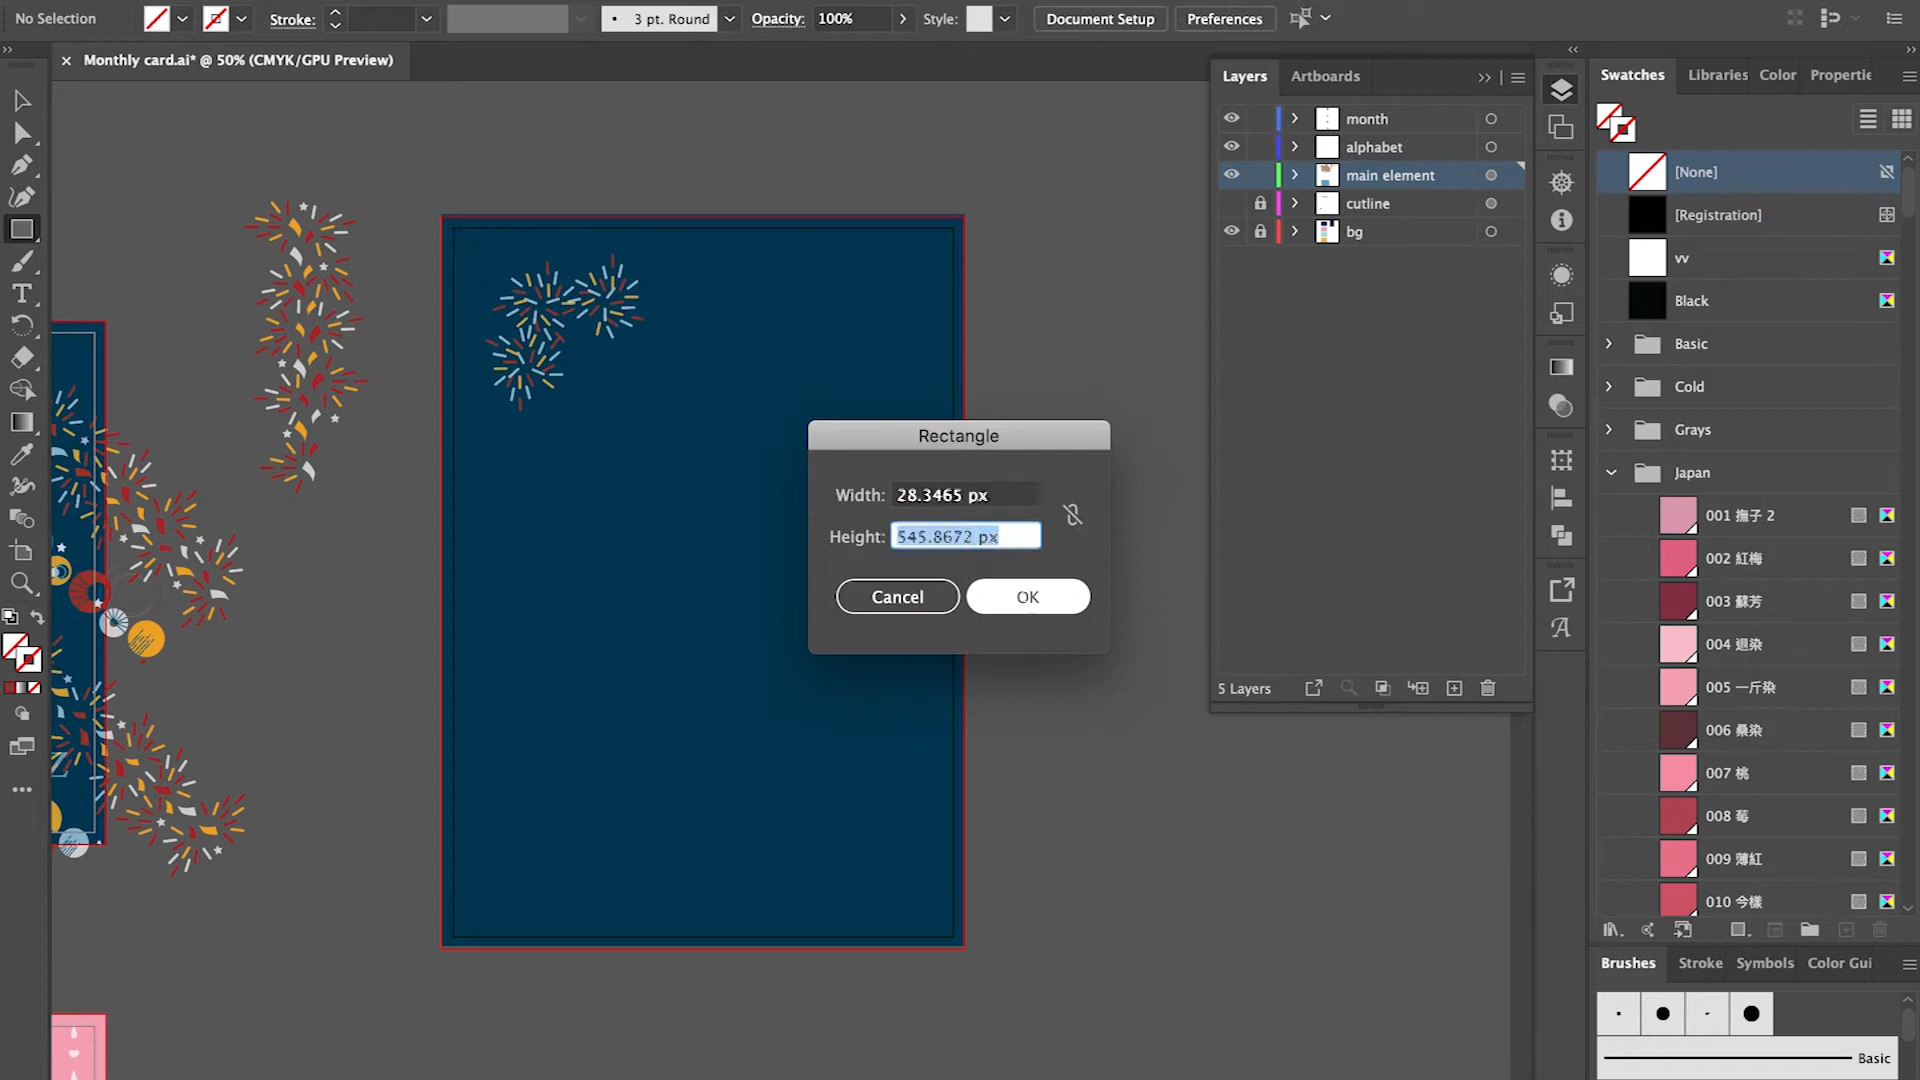 No Selection
Stroke:
3 pt. Round
Opacity:
100%
Style:
Document Setup
Preferences
Monthly card.ai* @ 50% (CMYK/GPU Preview)
Layers
Artboards
month
alphabet
main element
cutline
bg
5 Layers
Rectangle
Width:
28.3465 px
Height:
545.8672 px
Cancel
OK
Swatches
Libraries
Color
Propertie
[None]
[Registration]
vv
Black
Basic
Cold
Grays
Japan
001 撫子 2
002 紅梅
003 蘇芳
004 退染
005 一斤染
006 桑染
007 桃
008 莓
009 薄紅
010 今樣
Brushes
Stroke
Symbols
Color Gui
Basic